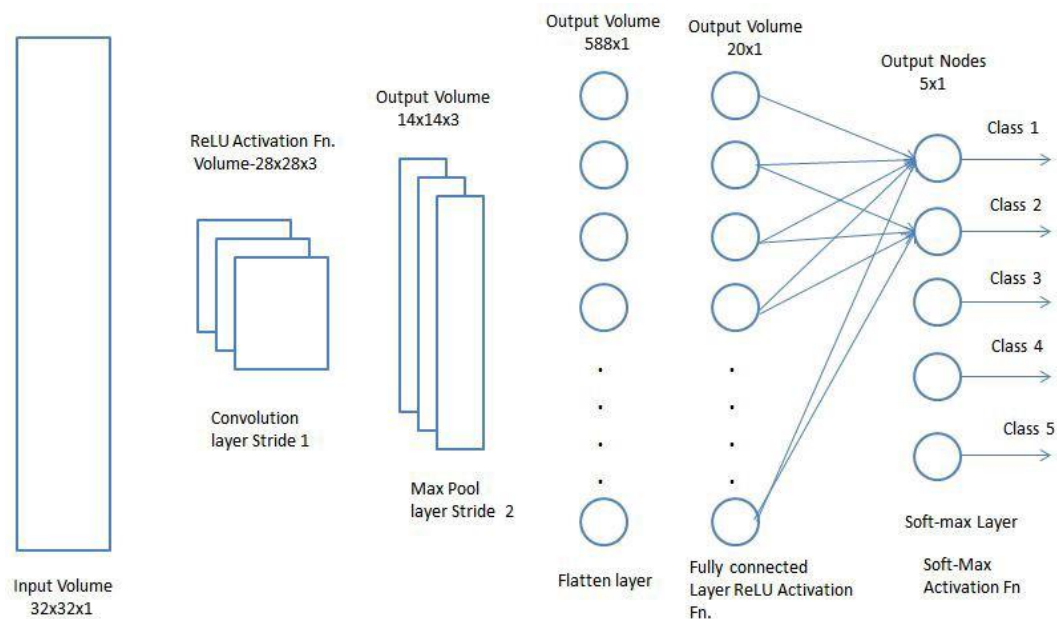 Input Volume
32x32x1
ReLU Activation Fn.
Volume-28x28x3
Convolution
layer Stride 1
Output Volume
14x14x3
Max Pool
layer Stride 2
Output Volume
588x1
Flatten layer
Output Volume
20x1
Fully connected
Layer ReLU Activation
Fn.
Output Nodes
5x1
Class 1
Class 2
Class 3
Class 4
Class 5
Soft-max Layer
Soft-Max
Activation Fn